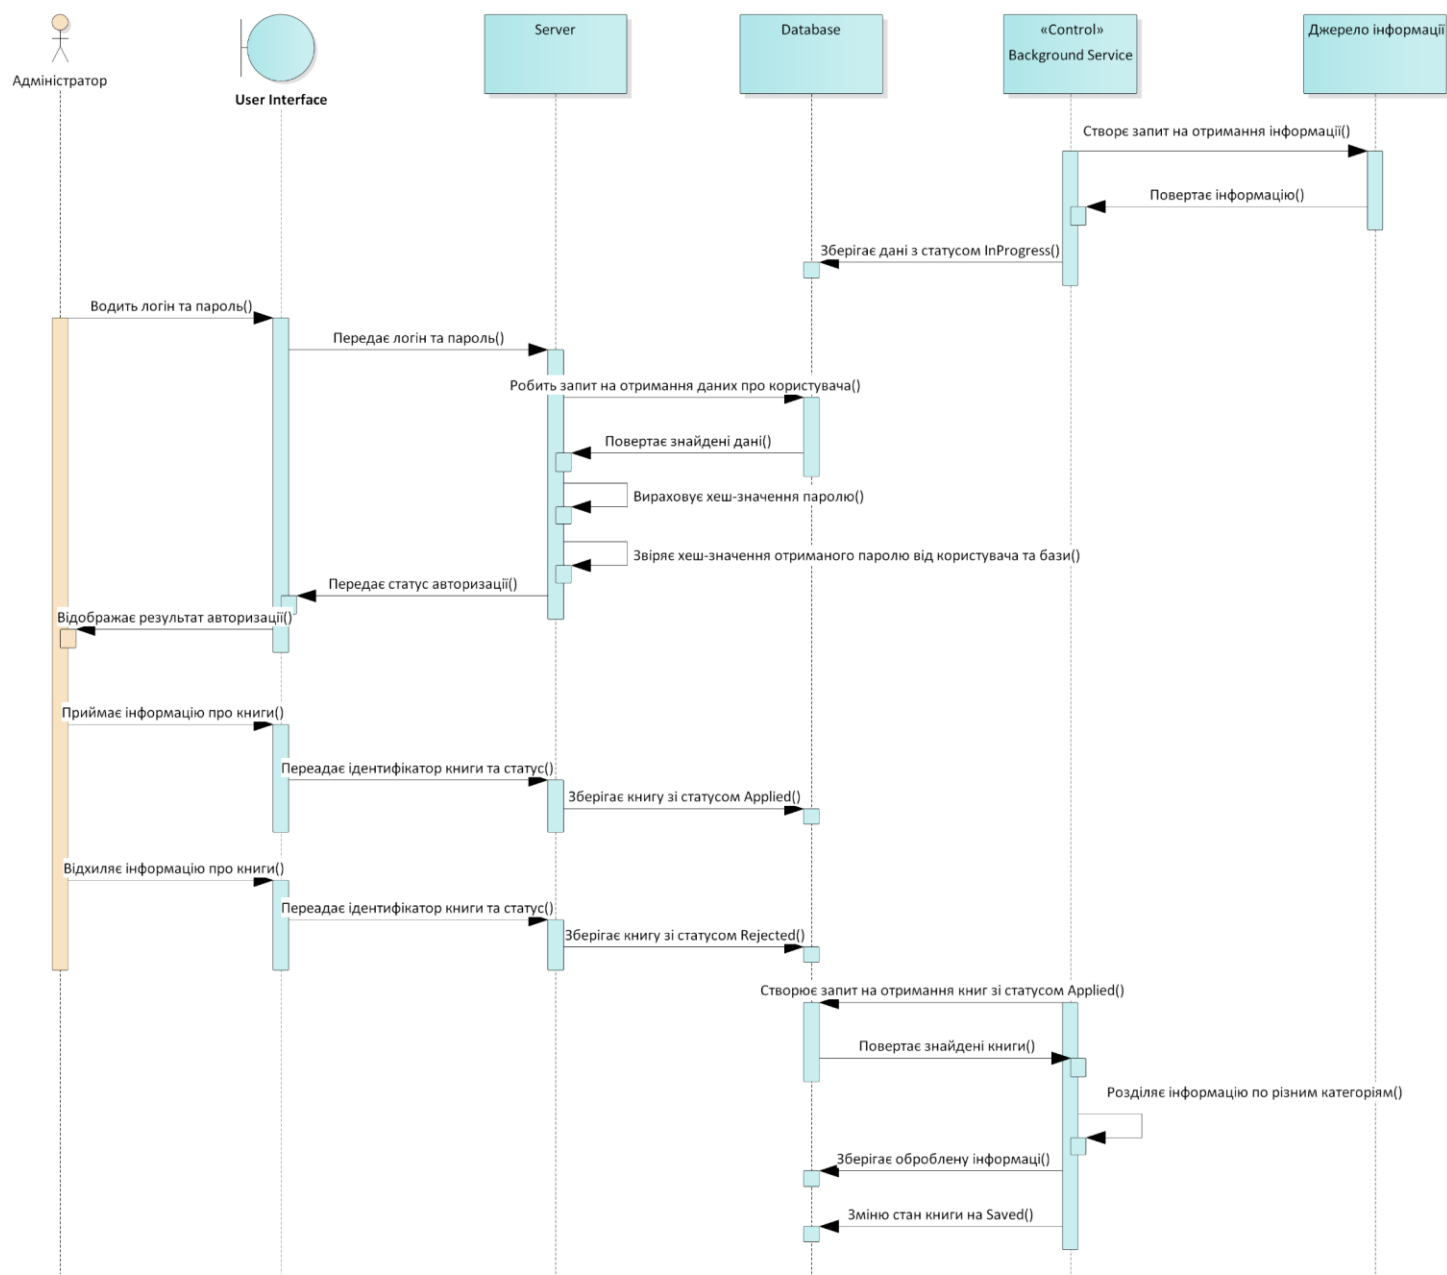 Адміністратор
User Interface
Server
Database
«Control»
Background Service
Джерело інформації
Створє запит на отримання інформації()
Повертає інформацію()
Зберігає дані з статусом InProgress()
Водить логін та пароль()
Передає логін та пароль()
Робить запит на отримання даних про користувача()
Повертає знайдені дані()
Вираховує хеш-значення паролю()
Звіряє хеш-значення отриманого паролю від користувача та бази()
Передає статус авторизації()
Відображає результат авторизації()
Приймає інформацію про книги()
Переадає ідентифікатор книги та статус()
Зберігає книгу зі статусом Applied()
Відхиляє інформацію про книги()
Переадає ідентифікатор книги та статус()
Зберігає книгу зі статусом Rejected()
Створює запит на отримання книг зі статусом Applied()
Повертає знайдені книги()
Розділяє інформацію по різним категоріям()
Зберігає оброблену інформаці()
Зміню стан книги на Saved()